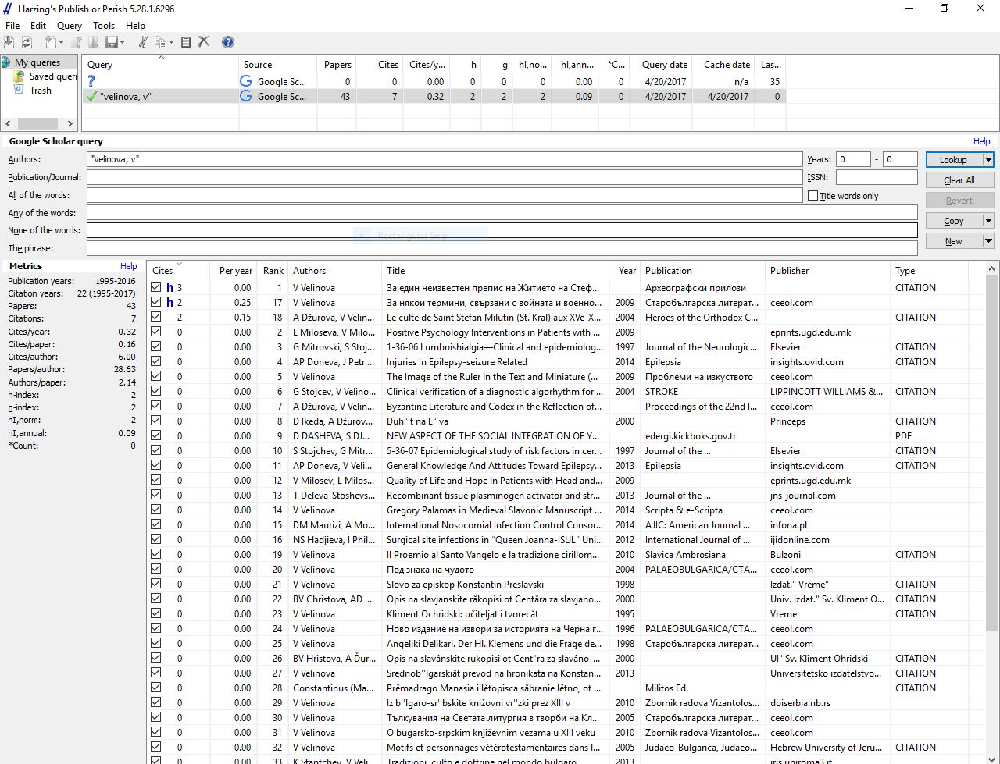 Harzing's Publish or Perish 5.28.1.6296
File Edit Query Tools Help
My queries
Saved queri
Trash
Query Source Papers Cites Cites/y... h g hI,no... hI,ann... *C... Query date Cache date Las...
? Google Sc... 0 0 0.00 0 0 0 0.00 0 4/20/2017 n/a 35
"velinova, v" Google Sc... 43 7 0.32 2 2 2 0.09 0 4/20/2017 4/20/2017 0
Google Scholar query Help
Authors: "velinova, v" Years: 0 - 0 Lookup
Publication/Journal: ISSN: Clear All
All of the words: Title words only
Any of the words: Revert
None of the words: Rectangular Snip Copy
The phrase: New
Metrics Help
Publication years: 1995-2016
Citation years: 22 (1995-2017)
Papers: 43
Citations: 7
Cites/year: 0.32
Cites/paper: 0.16
Cites/author: 6.00
Papers/author: 28.63
Authors/paper: 2.14
h-index: 2
g-index: 2
hI,norm: 2
hI,annual: 0.09
*Count: 0
Cites Per year Rank Authors Title Year Publication Publisher Type
h 3 0.00 1 V Velinova За един неизвестен препис на Житието на Стеф... Археографски прилози CITATION
h 2 0.25 17 V Velinova За някои термини, свързани с войната и военно... 2009 Старобългарска литерат... ceeol.com
2 0.15 18 A Džurova, V Velin... Le culte de Saint Stefan Milutin (St. Kral) aux XVe-X... 2004 Heroes of the Orthodox C... CITATION
0 0.00 2 L Miloseva, V Milo... Positive Psychology Interventions in Patients with ... 2009 eprints.ugd.edu.mk
0 0.00 3 G Mitrovski, S Stoj... 1-36-06 Lumboishialgia—Clinical and epidemiolog... 1997 Journal of the Neurologic... Elsevier CITATION
0 0.00 4 AP Doneva, J Petr... Injuries In Epilepsy-seizure Related 2014 Epilepsia insights.ovid.com CITATION
0 0.00 5 V Velinova The Image of the Ruler in the Text and Miniature (... 2009 Проблеми на изкуството ceeol.com
0 0.00 6 G Stojcev, V Velino... Clinical verification of a diagnostic algorhythm for ... 2004 STROKE LIPPINCOTT WILLIAMS &... CITATION
0 0.00 7 A Džurova, V Velin... Byzantine Literature and Codex in the Reflection of... Proceedings of the 22nd I... ceeol.com
0 0.00 8 D Ikeda, A Džurov... Duh" t na L" va 2000 Princeps CITATION
0 0.00 9 D DASHEVA, S DJ... NEW ASPECT OF THE SOCIAL INTEGRATION OF Y... edergi.kickboks.gov.tr PDF
0 0.00 10 S Stojchev, G Mitr... 5-36-07 Epidemiological study of risk factors in cer... 1997 Journal of the ... Elsevier CITATION
0 0.00 11 AP Doneva, V Veli... General Knowledge And Attitudes Toward Epilepsy... 2013 Epilepsia insights.ovid.com CITATION
0 0.00 12 V Milosev, L Milos... Quality of Life and Hope in Patients with Head and... 2009 eprints.ugd.edu.mk
0 0.00 13 T Deleva-Stoshevs... Recombinant tissue plasminogen activator and str... 2013 Journal of the ... jns-journal.com
0 0.00 14 V Velinova Gregory Palamas in Medieval Slavonic Manuscript ... 2014 Scripta & e-Scripta ceeol.com
0 0.00 15 DM Maurizi, A Mo... International Nosocomial Infection Control Consor... 2014 AJIC: American Journal ... infona.pl
0 0.00 16 NS Hadjieva, I Phil... Surgical site infections in “Queen Joanna-ISUL” Uni... 2012 International Journal of ... ijidonline.com
0 0.00 19 V Velinova Il Proemio al Santo Vangelo e la tradizione cirillom... 2010 Slavica Ambrosiana Bulzoni CITATION
0 0.00 20 V Velinova Под знака на чудото 2004 PALAEOBULGARICA/СТА... ceeol.com
0 0.00 21 V Velinova Slovo za episkop Konstantin Preslavski 1998 Izdat." Vreme" CITATION
0 0.00 22 BV Christova, AD ... Opis na slavjanskite răkopisi ot Centăra za slavjano... 2000 Univ. Izdat." Sv. Kliment O... CITATION
0 0.00 23 V Velinova Kliment Ochridski: učiteljat i tvorecăt 1995 Vreme CITATION
0 0.00 24 V Velinova Ново издание на извори за историята на Черна г... 1996 PALAEOBULGARICA/СТА... ceeol.com
0 0.00 25 V Velinova Angeliki Delikari. Der Hl. Klemens und die Frage de... 1998 Старобългарска литерат... ceeol.com
0 0.00 26 BV Hristova, A Ďur... Opis na slavânskite rukopisi ot Cent"ra za slavâno-... 2000 UI" Sv. Kliment Ohridski CITATION
0 0.00 27 V Velinova Srednob''lgarskiât prevod na hronikata na Konstan... 2013 Universitetsko izdatelstvo... CITATION
0 0.00 28 Constantinus (Ma... Prěmadrago Manasia i lětopisca săbranie lětno, ot ... Militos Ed. CITATION
0 0.00 29 V Velinova Iz b''lgaro-sr''bskite knižovni vr''zki prez XIII v 2010 Zbornik radova Vizantolos... doiserbia.nb.rs
0 0.00 30 V Velinova Тълкувания на Светата литургия в творби на Кл... 2005 Старобългарска литерат... ceeol.com
0 0.00 31 V Velinova O bugarsko-srpskim književnim vezama u XIII veku 2010 Zbornik radova Vizantolos... ceeol.com
0 0.00 32 V Velinova Motifs et personnages vétérotestamentaires dans l... 2005 Judaeo-Bulgarica, Judaeo... Hebrew University of Jeru... CITATION
0 0.00 33 K Stantchev, V Veli... Tradizioni, culto e dottrine nel mondo bulgaro 2013 iris.uniroma3.it